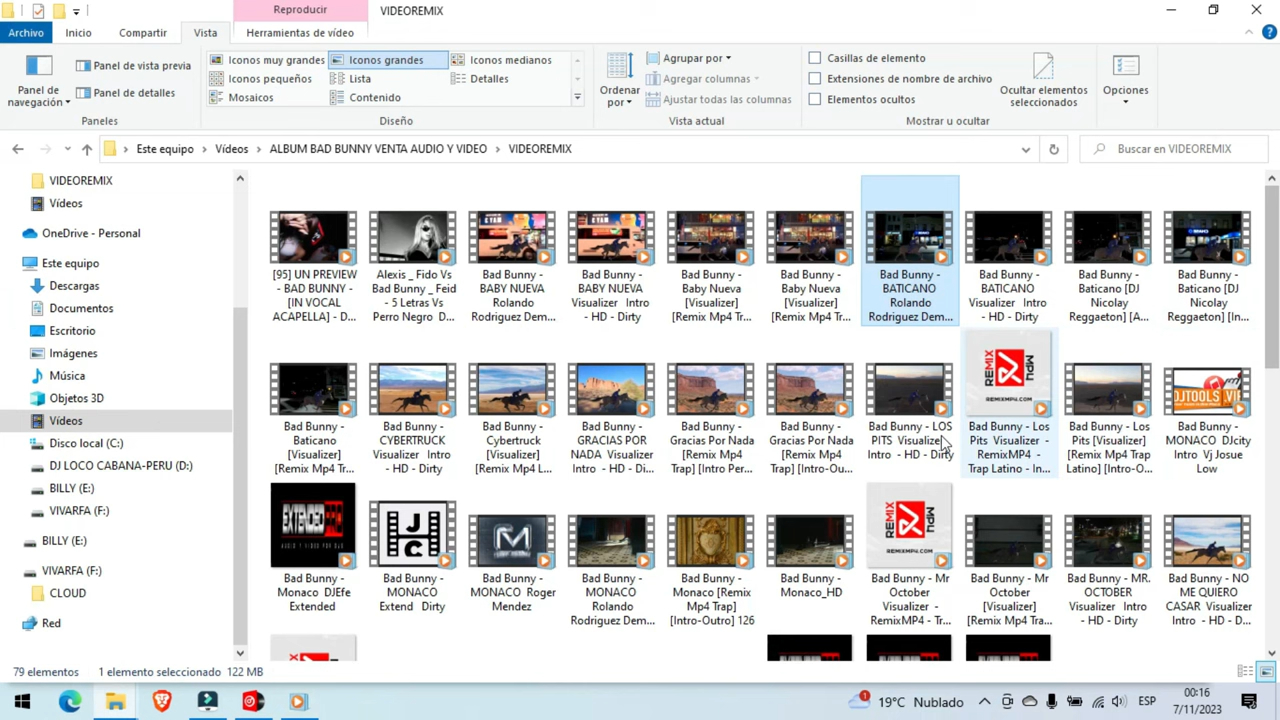 Reproducir
VIDEOREMIX
Archivo
Inicio
Compartir
Vista
Herramientas de vídeo
Panel de navegación
Panel de vista previa
Panel de detalles
Paneles
Iconos muy grandes
Iconos grandes
Iconos medianos
Iconos pequeños
Lista
Detalles
Mosaicos
Contenido
Diseño
Ordenar por
Agrupar por
Agregar columnas
Ajustar todas las columnas
Vista actual
Casillas de elemento
Extensiones de nombre de archivo
Elementos ocultos
Ocultar elementos seleccionados
Mostrar u ocultar
Opciones
Este equipo > Vídeos > ALBUM BAD BUNNY VENTA AUDIO Y VIDEO > VIDEOREMIX
Buscar en VIDEOREMIX
VIDEOREMIX
Vídeos
OneDrive - Personal
Este equipo
Descargas
Documentos
Escritorio
Imágenes
Música
Objetos 3D
Vídeos
Disco local (C:)
DJ LOCO CABANA-PERU (D:)
BILLY (E:)
VIVARFA (F:)
BILLY (E:)
VIVARFA (F:)
CLOUD
Red
[95] UN PREVIEW
- BAD BUNNY -
[IN VOCAL
ACAPELLA] - D...
Alexis _ Fido Vs
Bad Bunny _ Feid
- 5 Letras Vs
Perro Negro D...
Bad Bunny -
BABY NUEVA
Rolando
Rodriguez Dem...
Bad Bunny -
BABY NUEVA
Visualizer Intro
- HD - Dirty
Bad Bunny -
Baby Nueva
[Visualizer]
[Remix Mp4 Tr...
Bad Bunny -
Baby Nueva
[Visualizer]
[Remix Mp4 Tr...
Bad Bunny -
BATICANO
Rolando
Rodriguez Dem...
Bad Bunny -
BATICANO
Visualizer Intro
- HD - Dirty
Bad Bunny -
Baticano [DJ
Nicolay
Reggaeton] [A...
Bad Bunny -
Baticano [DJ
Nicolay
Reggaeton] [In...
Bad Bunny -
Baticano
[Visualizer]
[Remix Mp4 Tr...
Bad Bunny -
CYBERTRUCK
Visualizer Intro
- HD - Dirty
Bad Bunny -
Cybertruck
[Visualizer]
[Remix Mp4 L...
Bad Bunny -
GRACIAS POR
NADA Visualizer
Intro - HD - Di...
Bad Bunny -
Gracias Por Nada
[Remix Mp4
Trap] [Intro Per...
Bad Bunny -
Gracias Por Nada
[Remix Mp4
Trap] [Intro-Ou...
Bad Bunny - LOS
PITS Visualizer
Intro - HD - Dirty
REMIX MP4
REMIXMP4.COM
Bad Bunny - Los
Pits Visualizer -
RemixMP4 -
Trap Latino - In...
Bad Bunny - Los
Pits [Visualizer]
[Remix Mp4 Trap
Latino] [Intro-O...
DJTOOLS.VIP
Bad Bunny -
MONACO DJcity
Intro Vj Josue
Low
EXTENDED
AUDIO Y VIDEO FOR DJS
Bad Bunny -
Monaco DJEfe
Extended
J C
Bad Bunny -
MONACO
Extend Dirty
M
Bad Bunny -
MONACO Roger
Mendez
Bad Bunny -
MONACO
Rolando
Rodriguez Dem...
Bad Bunny -
Monaco [Remix
Mp4 Trap]
[Intro-Outro] 126
Bad Bunny -
Monaco_HD
REMIX MP4
REMIXMP4.COM
Bad Bunny - Mr
October
Visualizer -
RemixMP4 - Tr...
Bad Bunny - Mr
October
[Visualizer]
[Remix Mp4 Tra...
Bad Bunny - MR.
OCTOBER
Visualizer Intro
- HD - Dirty
Bad Bunny - NO
ME QUIERO
CASAR Visualizer
Intro - HD - D...
79 elementos
1 elemento seleccionado 122 MB
1
19°C Nublado
ESP
00:16
7/11/2023